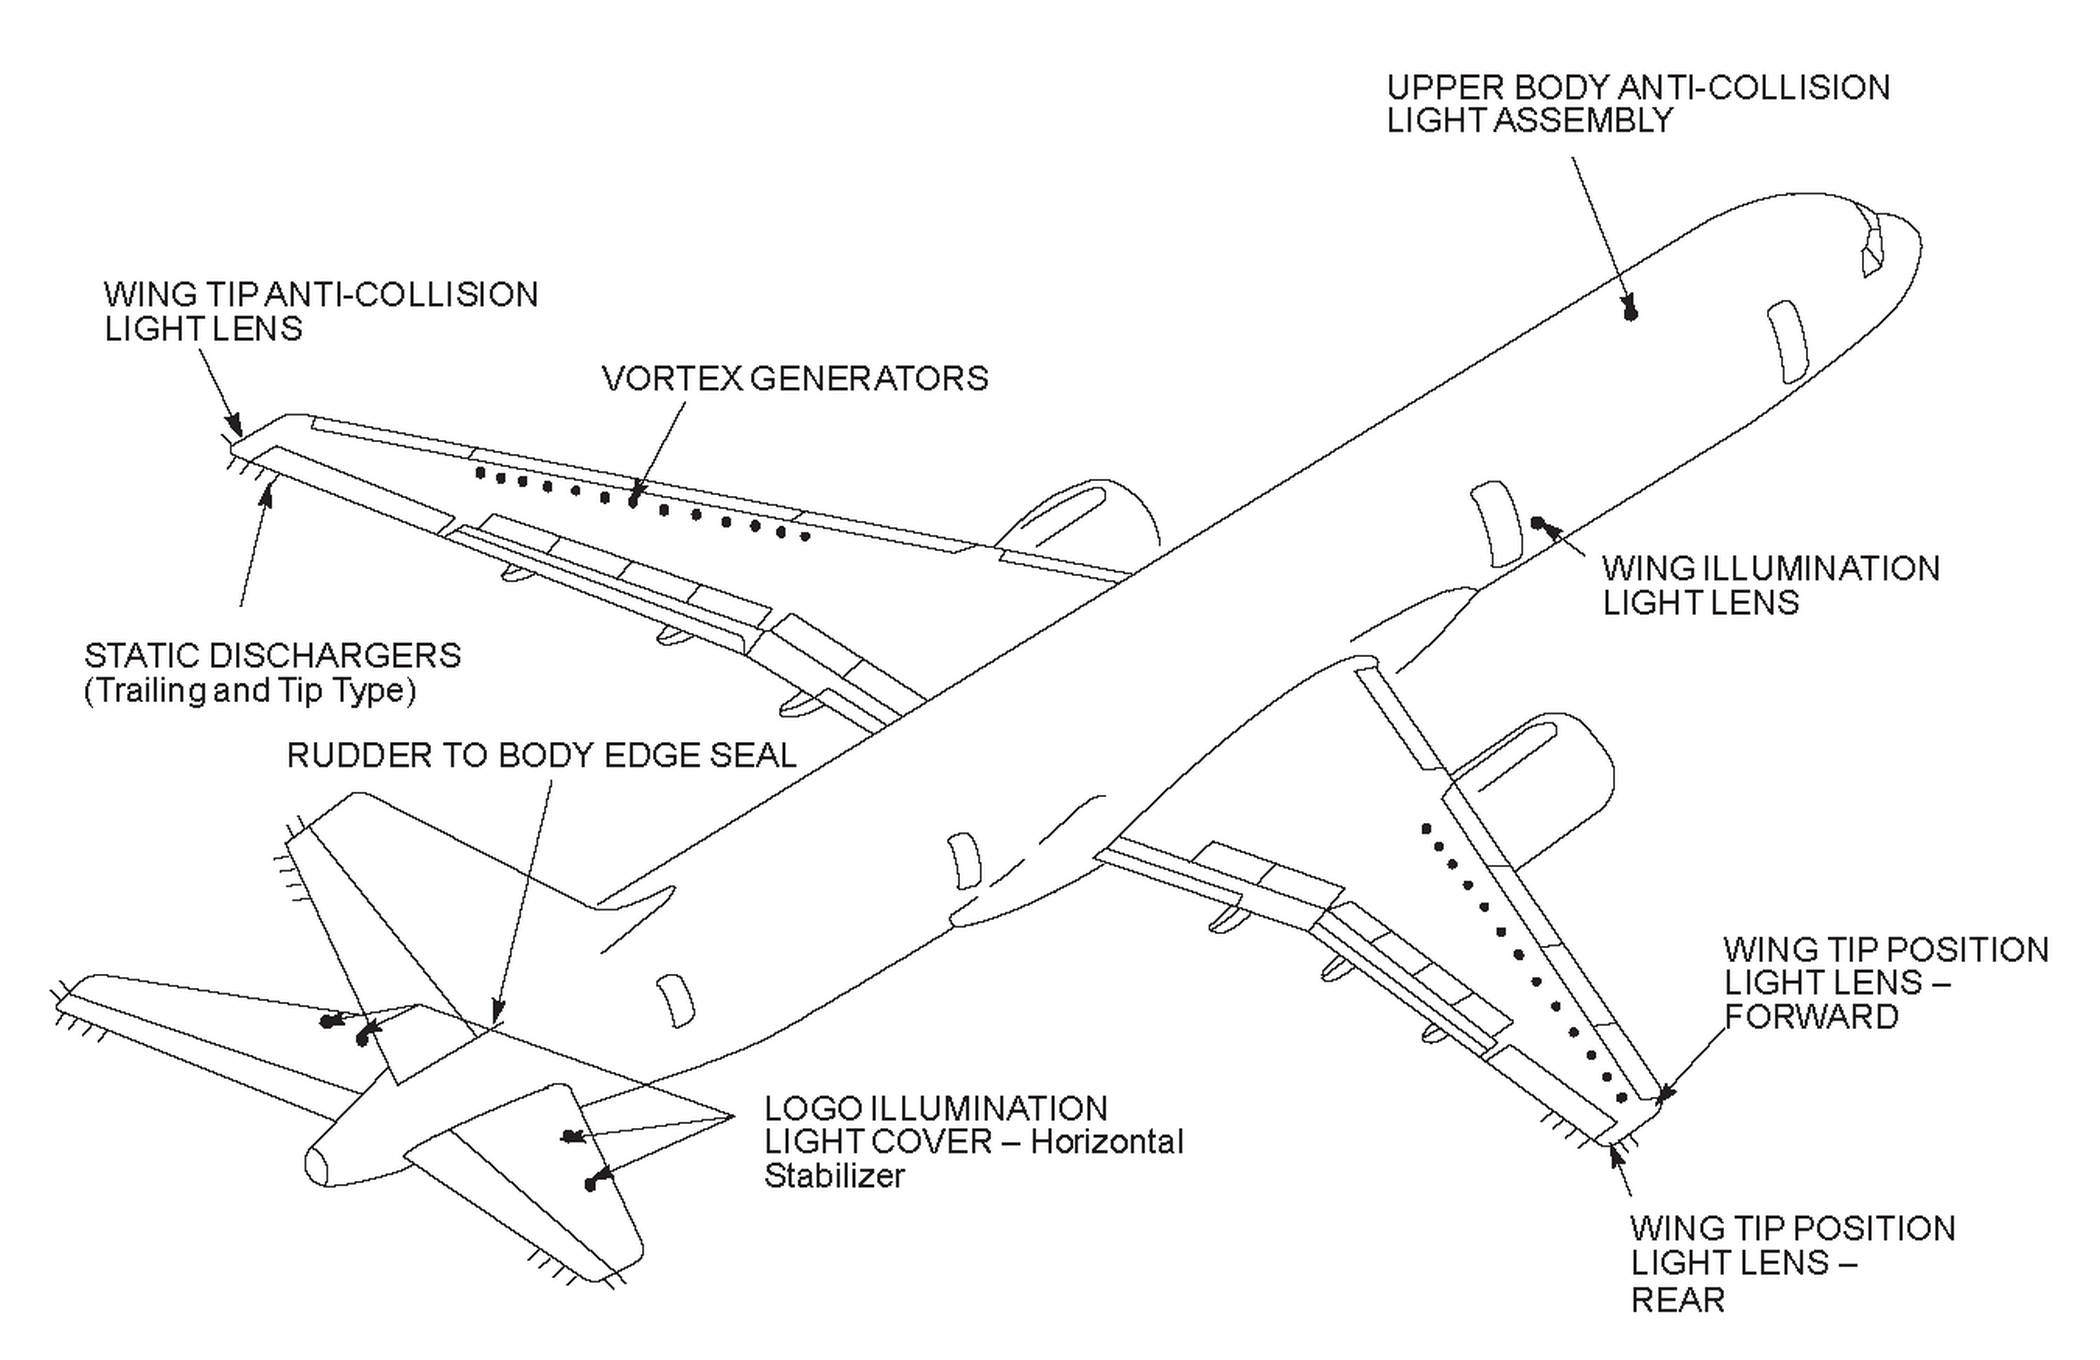 UPPER BODY ANTI-COLLISION
LIGHT ASSEMBLY
WING TIP ANTI-COLLISION
LIGHT LENS
VORTEX GENERATORS
WING ILLUMINATION
LIGHT LENS
STATIC DISCHARGERS
(Trailing and Tip Type)
RUDDER TO BODY EDGE SEAL
WING TIP POSITION
LIGHT LENS –
FORWARD
LOGO ILLUMINATION
LIGHT COVER – Horizontal
Stabilizer
WING TIP POSITION
LIGHT LENS –
REAR